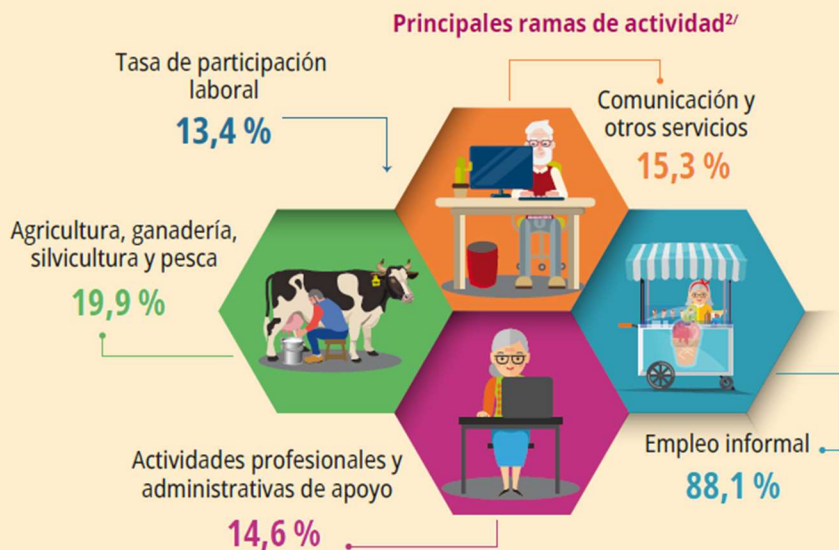 Principales ramas de actividad2/
Tasa de participación
laboral
13,4 %
Comunicación y
otros servicios
15,3 %
Agricultura, ganadería,
silvicultura y pesca
19,9 %
Empleo informal
88,1 %
Actividades profesionales y
administrativas de apoyo
14,6 %